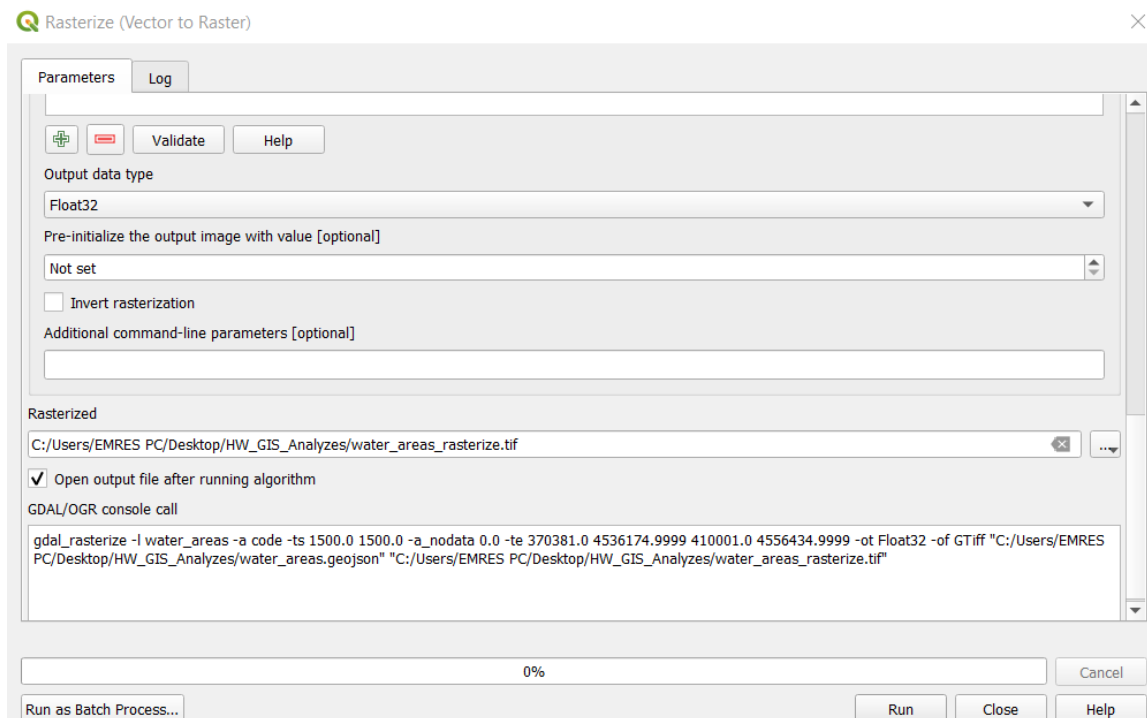 Rasterize (Vector to Raster)
Parameters
Log
Validate
Help
Output data type
Float32
Pre-initialize the output image with value [optional]
Not set
Invert rasterization
Additional command-line parameters [optional]
Rasterized
C:/Users/EMRES PC/Desktop/HW_GIS_Analyzes/water_areas_rasterize.tif
...
Open output file after running algorithm
GDAL/OGR console call
gdal_rasterize -l water_areas -a code -ts 1500.0 1500.0 -a_nodata 0.0 -te 370381.0 4536174.9999 410001.0 4556434.9999 -ot Float32 -of GTiff "C:/Users/EMRES
PC/Desktop/HW_GIS_Analyzes/water_areas.geojson" "C:/Users/EMRES PC/Desktop/HW_GIS_Analyzes/water_areas_rasterize.tif"
0%
Cancel
Run as Batch Process...
Run
Close
Help